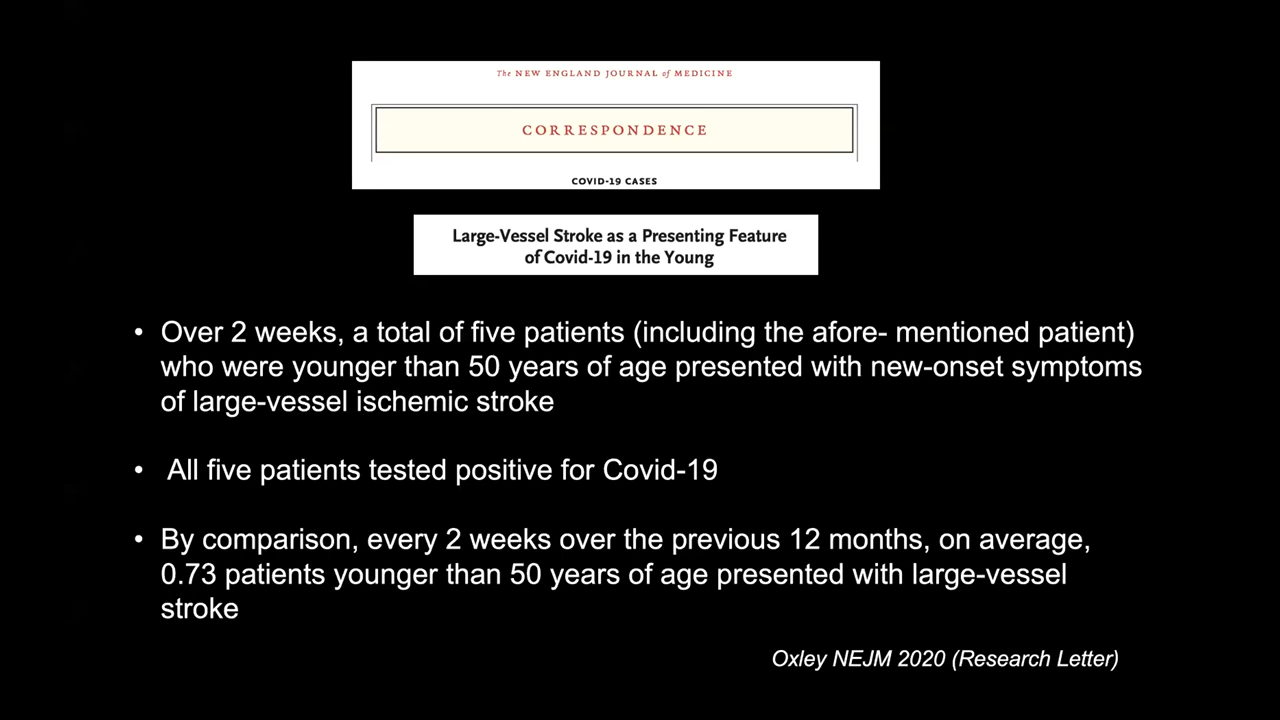 The NEW ENGLAND JOURNAL of MEDICINE
CORRESPONDENCE
COVID-19 CASES
Large-Vessel Stroke as a Presenting Feature
of Covid-19 in the Young
• Over 2 weeks, a total of five patients (including the afore- mentioned patient)
who were younger than 50 years of age presented with new-onset symptoms
of large-vessel ischemic stroke
• All five patients tested positive for Covid-19
• By comparison, every 2 weeks over the previous 12 months, on average,
0.73 patients younger than 50 years of age presented with large-vessel
stroke
Oxley NEJM 2020 (Research Letter)